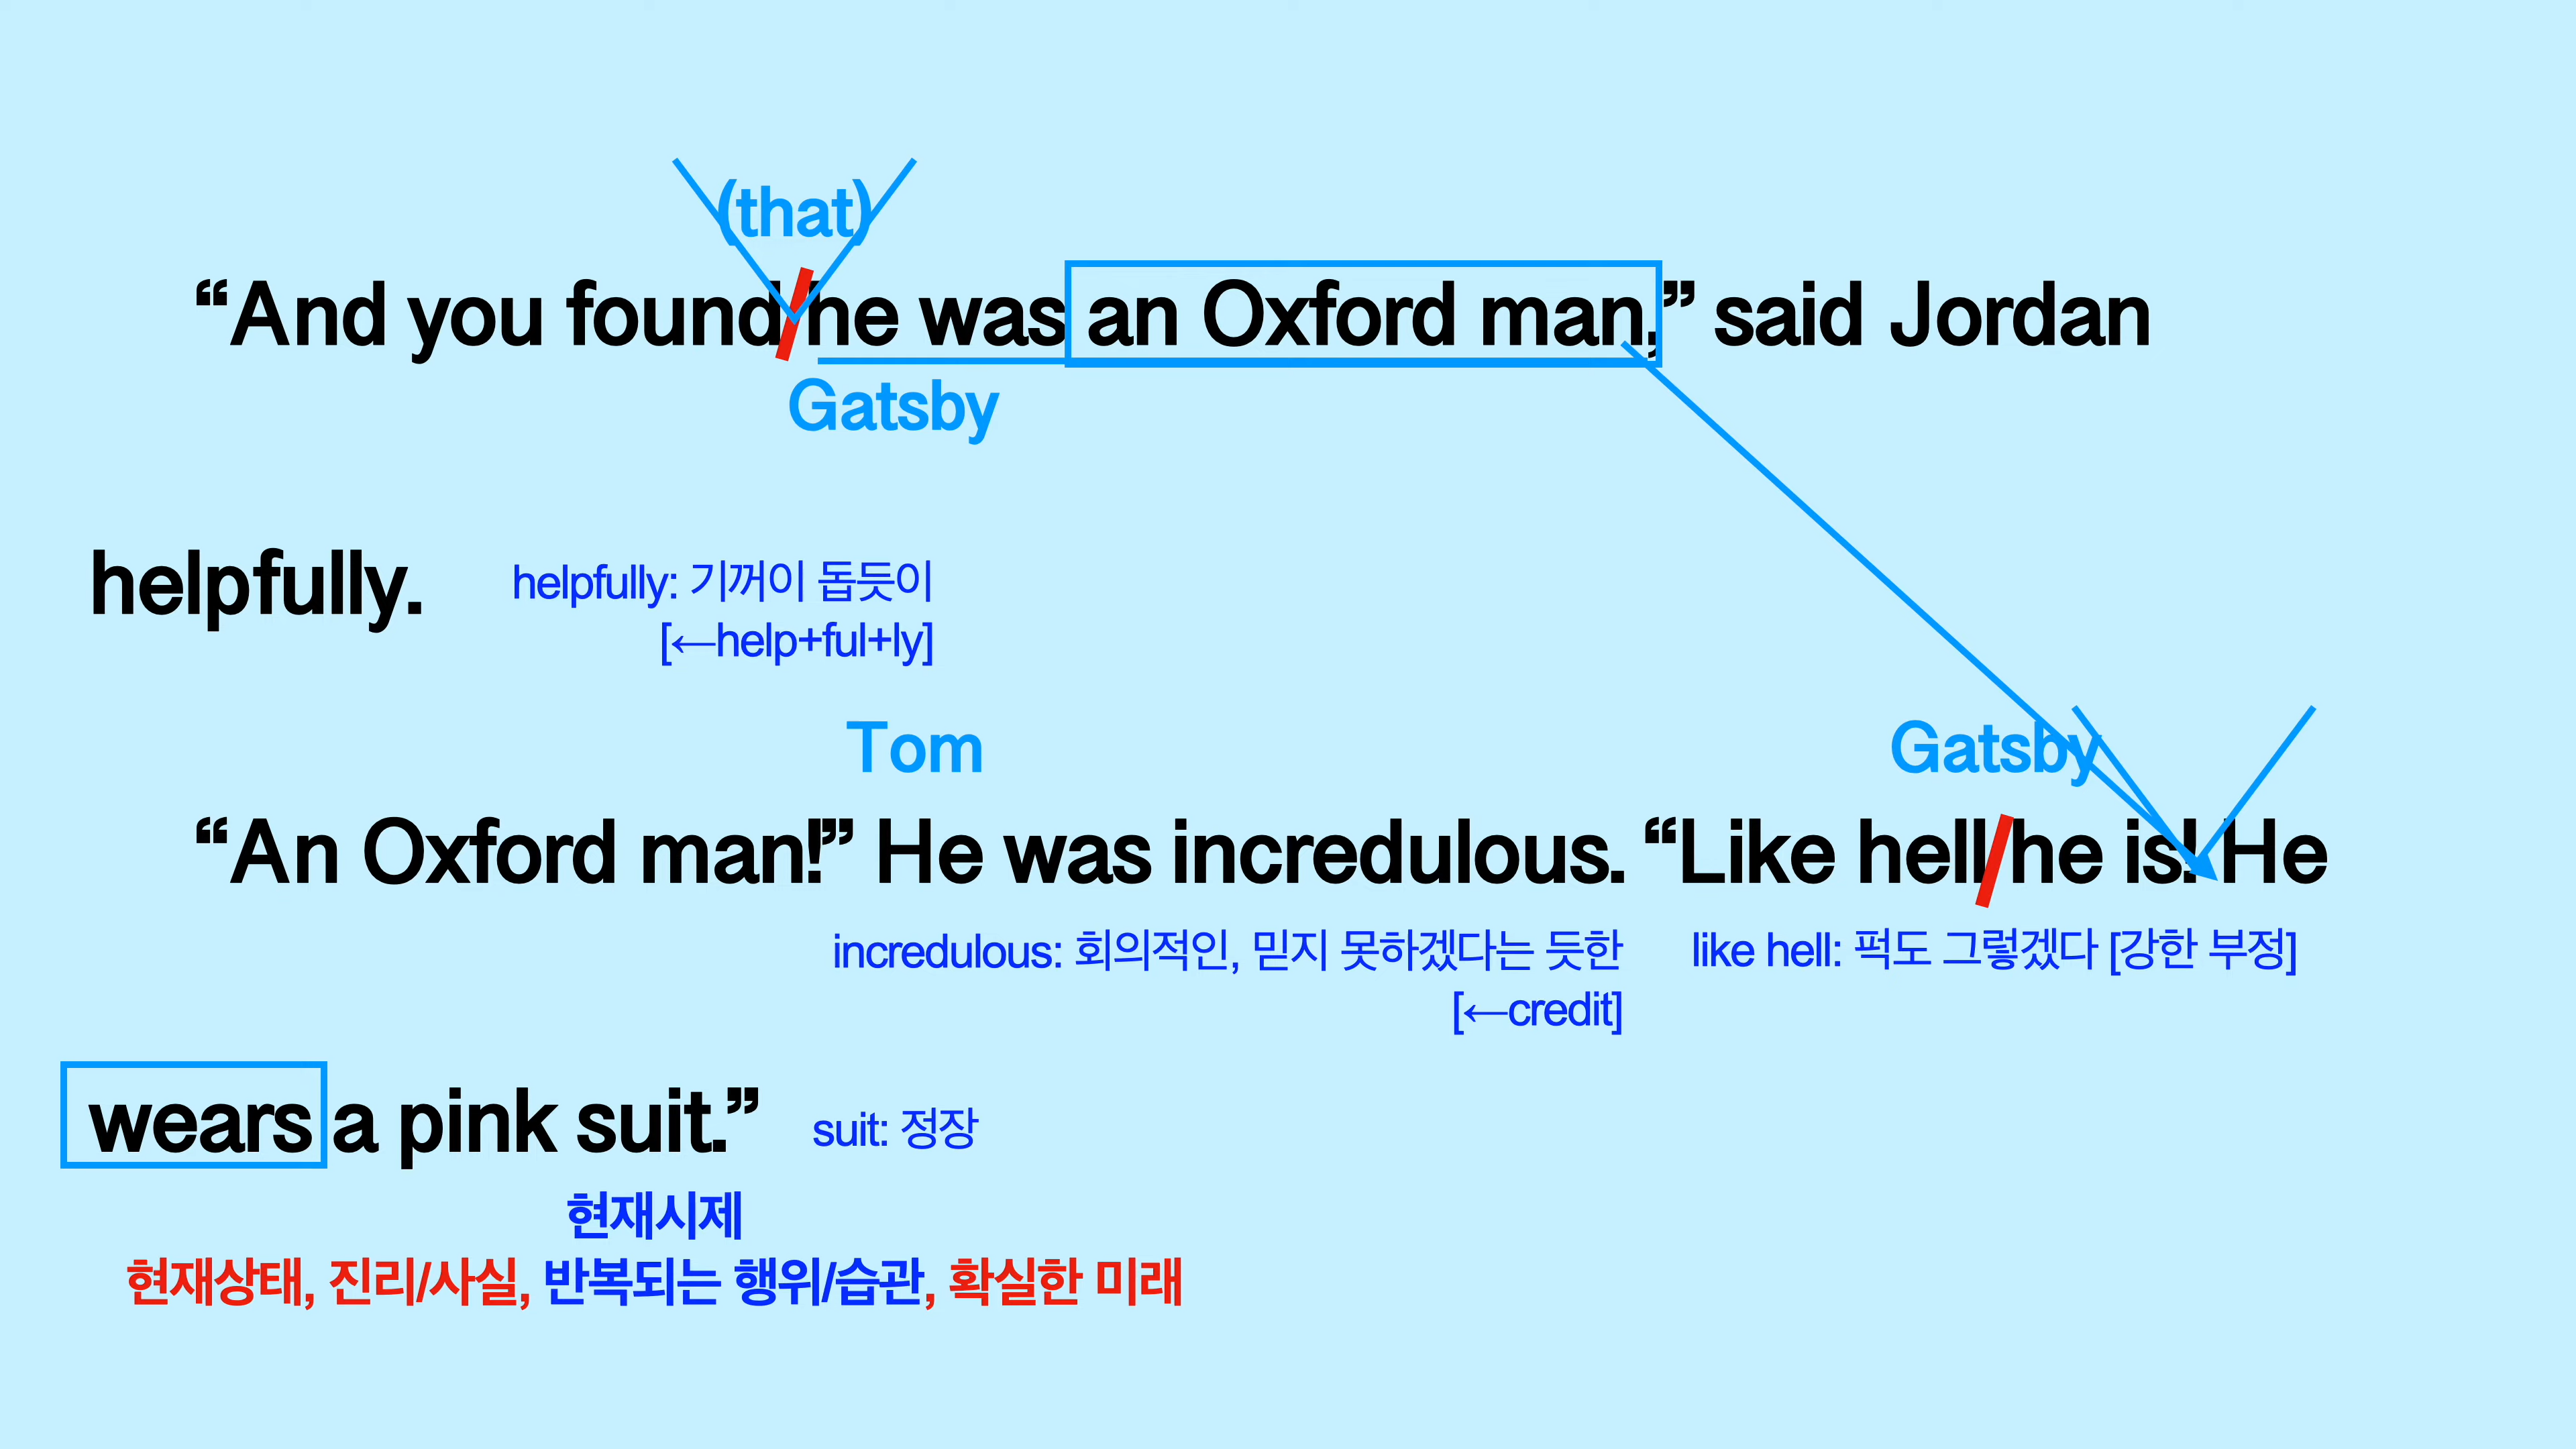 (that)
“And you found he was an Oxford man,” said Jordan
Gatsby
helpfully.
helpfully: 기꺼이 돕듯이
[←help+ful+ly]
Tom
Gatsby
“An Oxford man!” He was incredulous. “Like hell he is! He
incredulous: 회의적인, 믿지 못하겠다는 듯한
like hell: 퍽도 그렇겠다 [강한 부정]
[←credit]
wears a pink suit.”
suit: 정장
현재시제
현재상태, 진리/사실, 반복되는 행위/습관, 확실한 미래